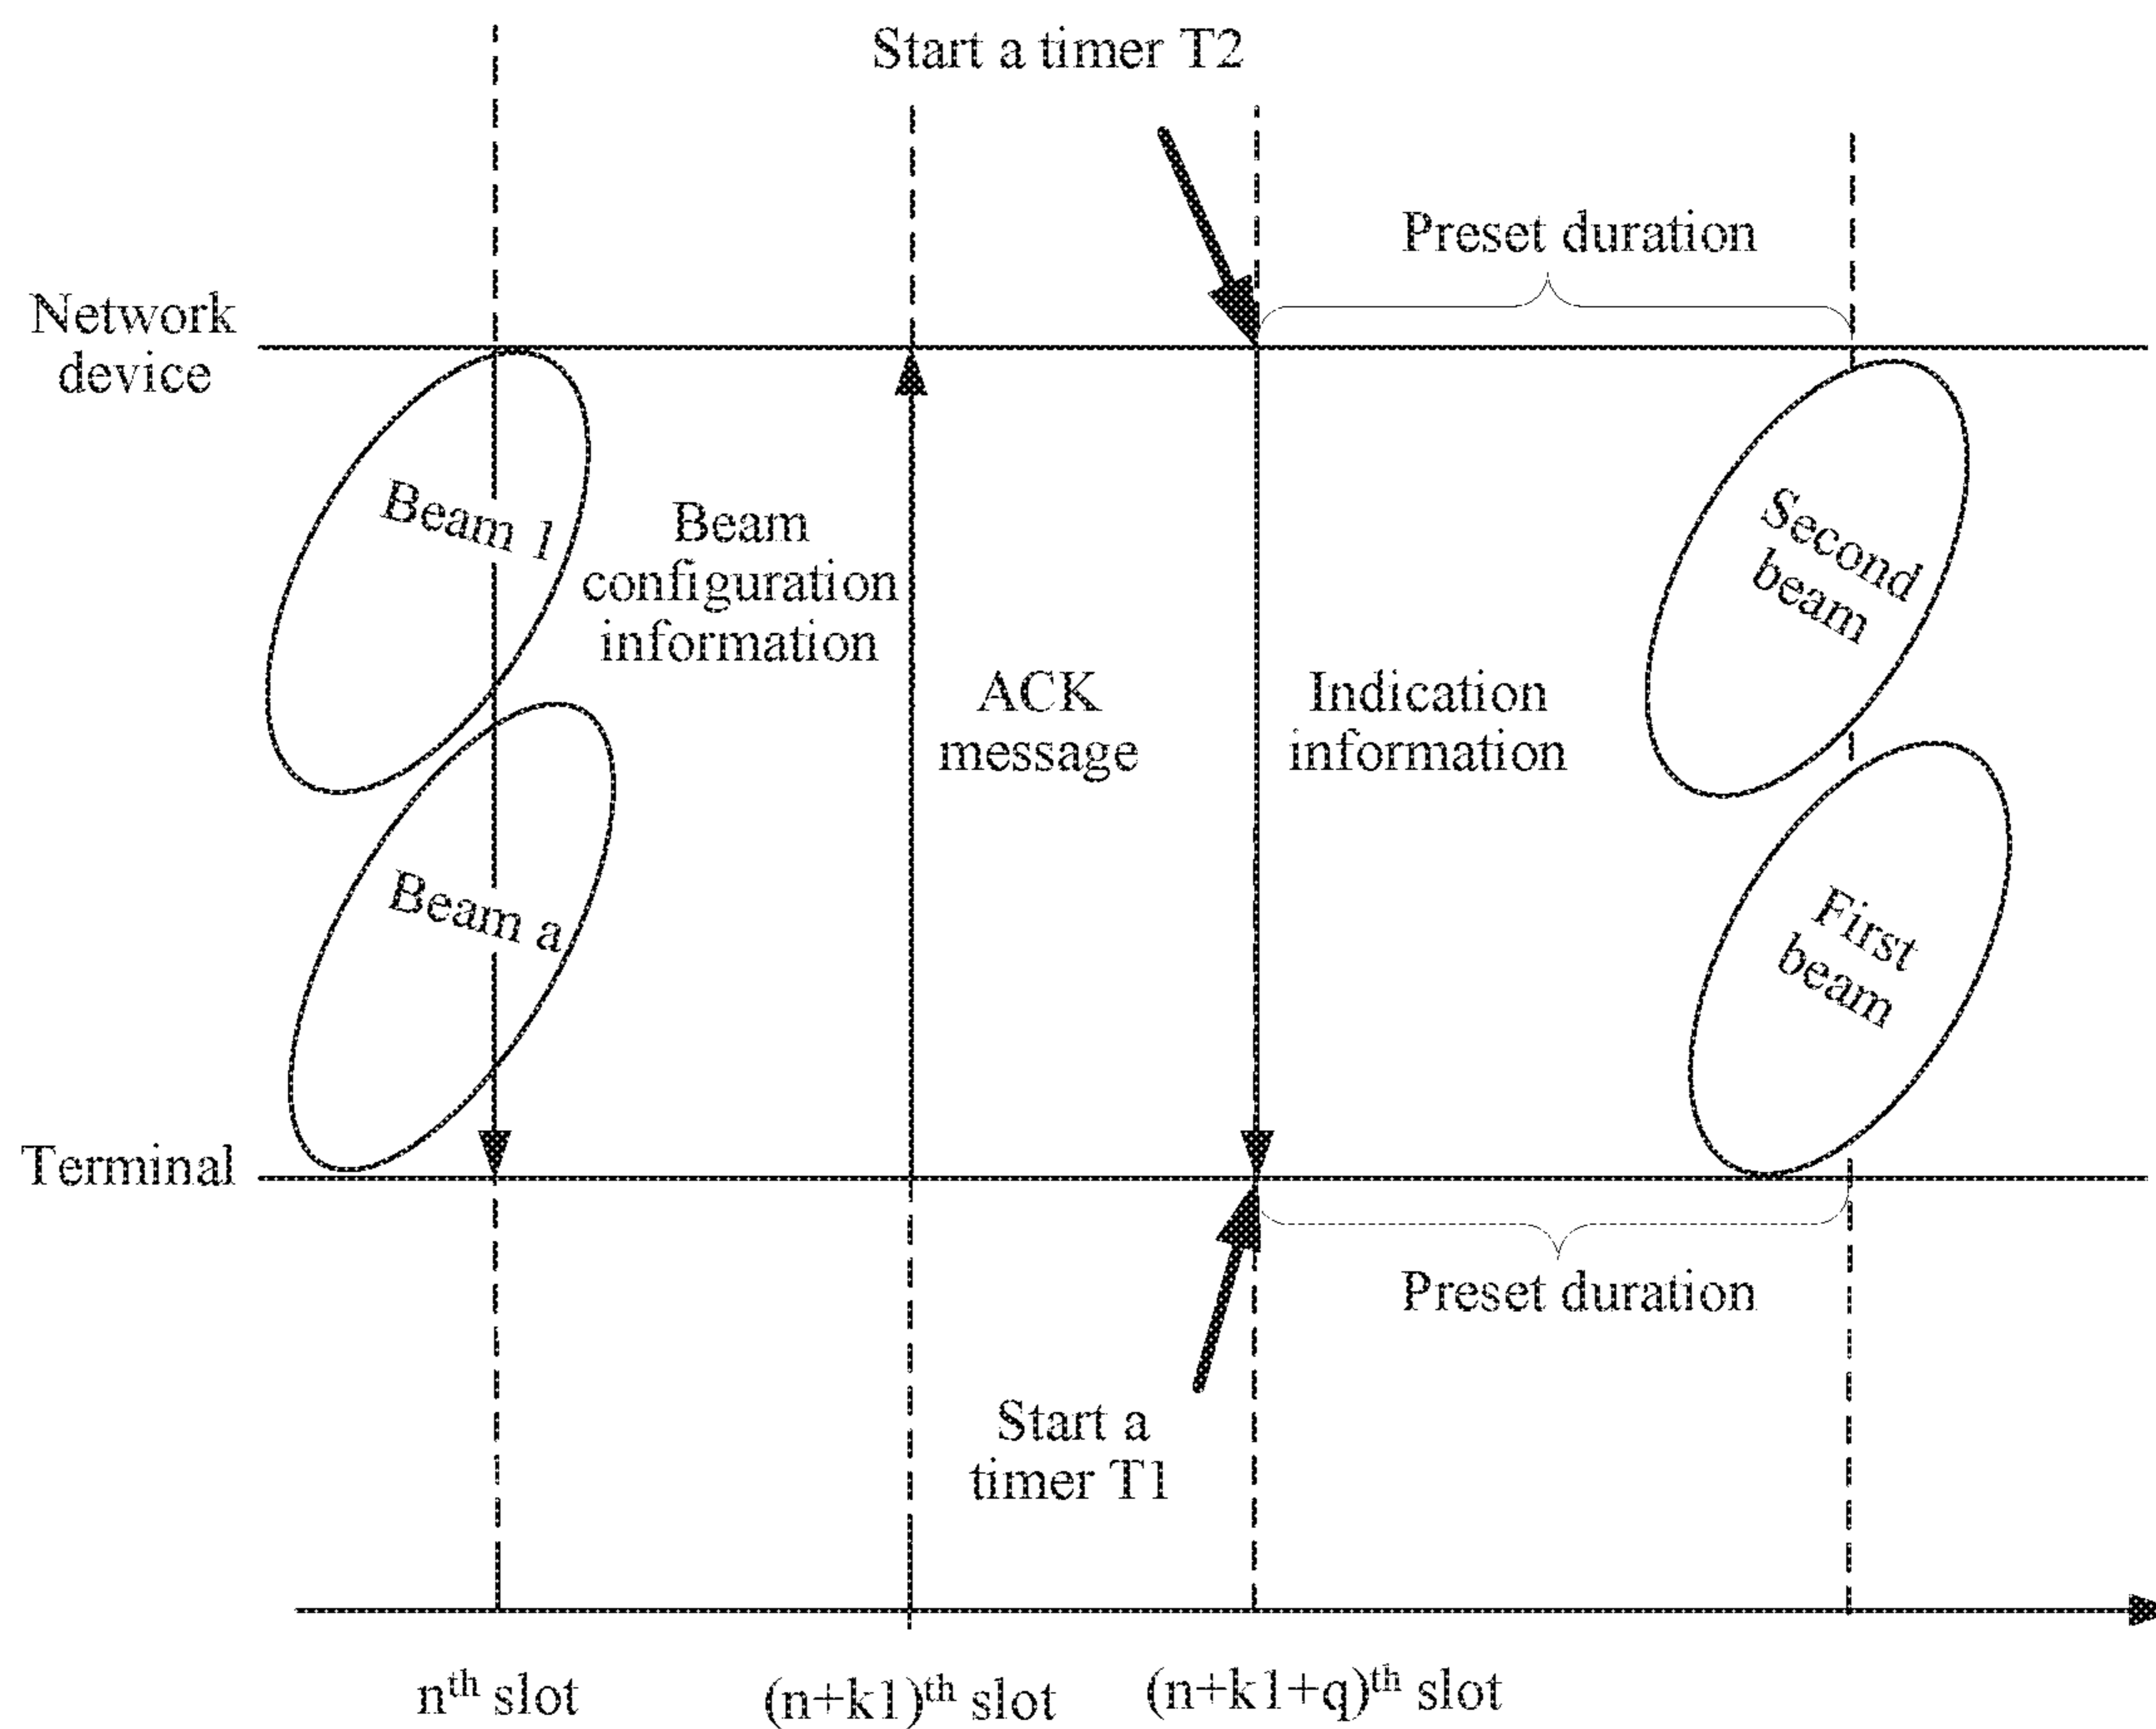 Start a timer T2
Preset duration
Network
device
Beam 1
Beam
configuration
information
Second
beam
ACK
message
Indication
information
Beam a
First
beam
Terminal
Preset duration
Start a
timer T1
nth slot
(n+k1)th slot
(n+k1+q)th slot